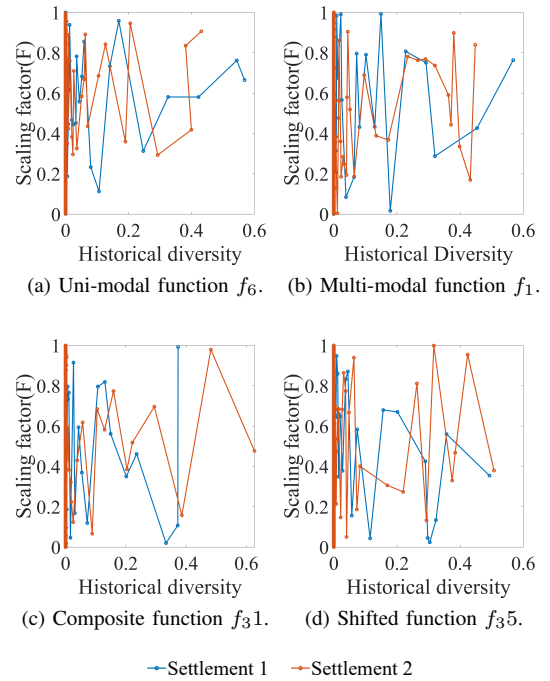 1
0.8
0.6
0.4
0.2
0
Scaling factor(F)
0 0.2 0.4 0.6
Historical diversity
(a) Uni-modal function f6.
1
0.8
0.6
0.4
0.2
0
Scaling factor(F)
0 0.2 0.4 0.6
Historical Diversity
(b) Multi-modal function f1.
1
0.8
0.6
0.4
0.2
0
Scaling factor(F)
0 0.2 0.4 0.6
Historical diversity
(c) Composite function f31.
1
0.8
0.6
0.4
0.2
0
Scaling factor(F)
0 0.2 0.4 0.6
Historical diversity
(d) Shifted function f35.
Settlement 1 Settlement 2